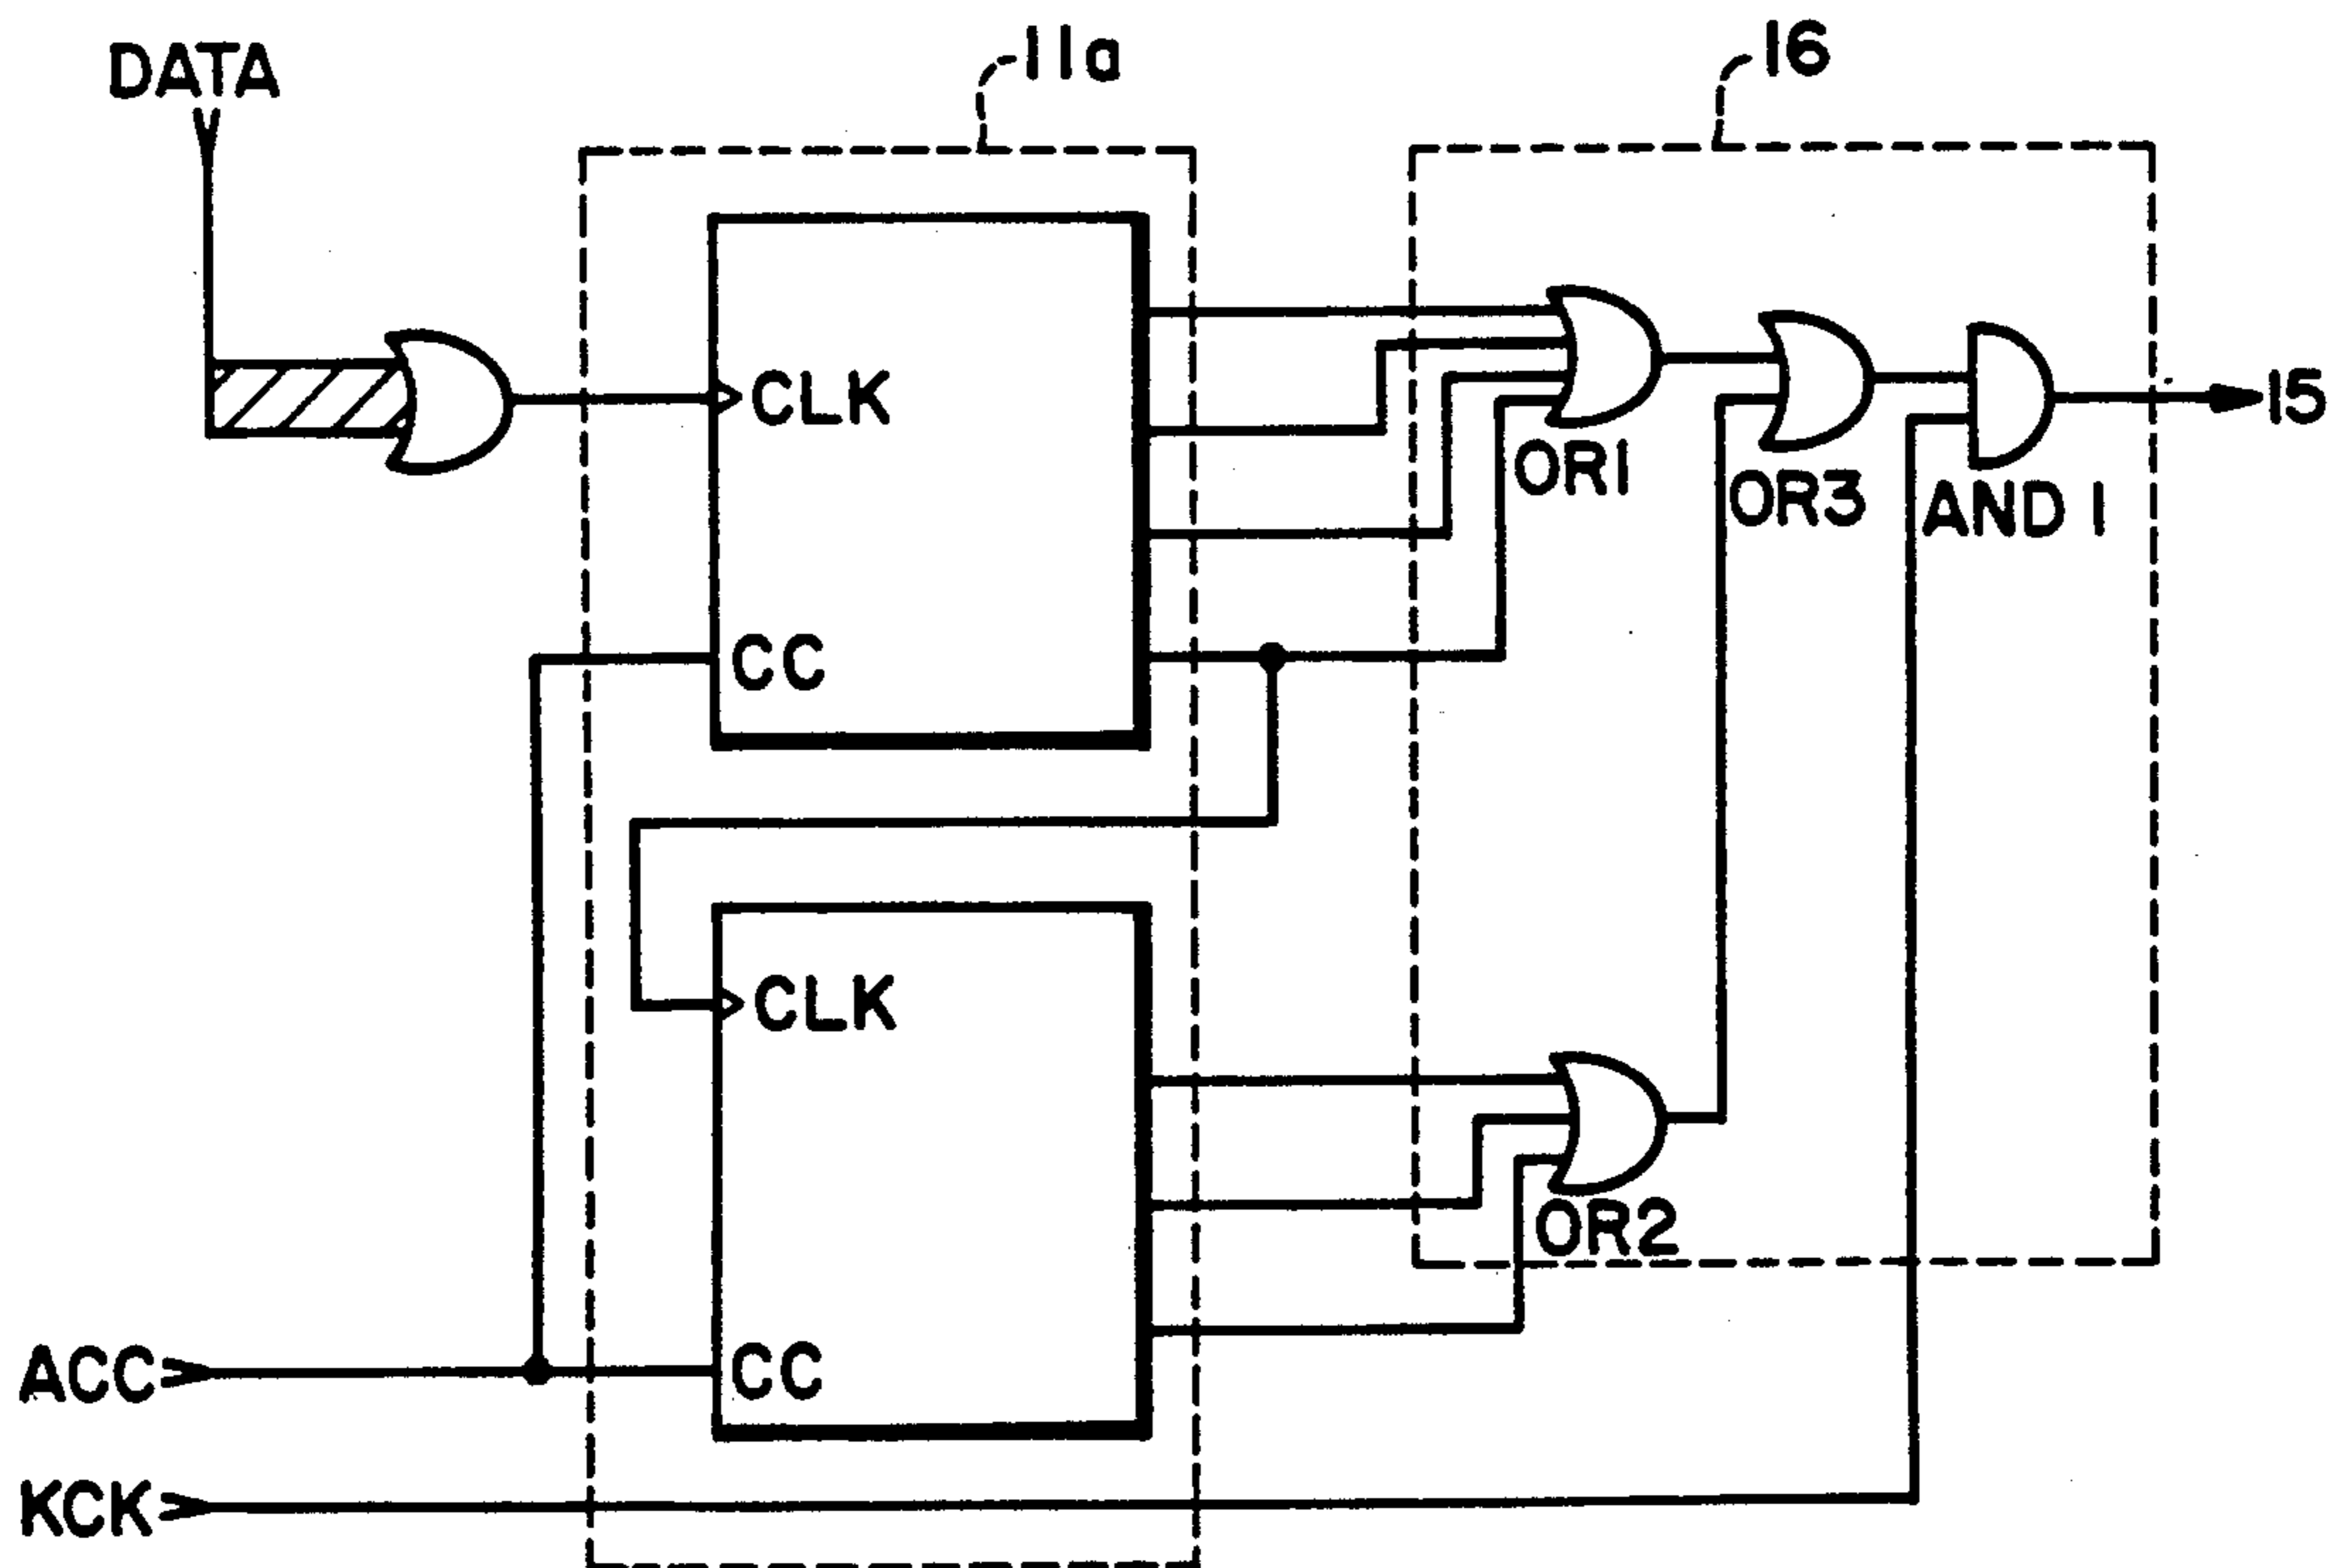 DATA
11a
16
CLK
15
OR1
OR3
AND 1
CC
CLK
OR2
ACC
CC
KCK